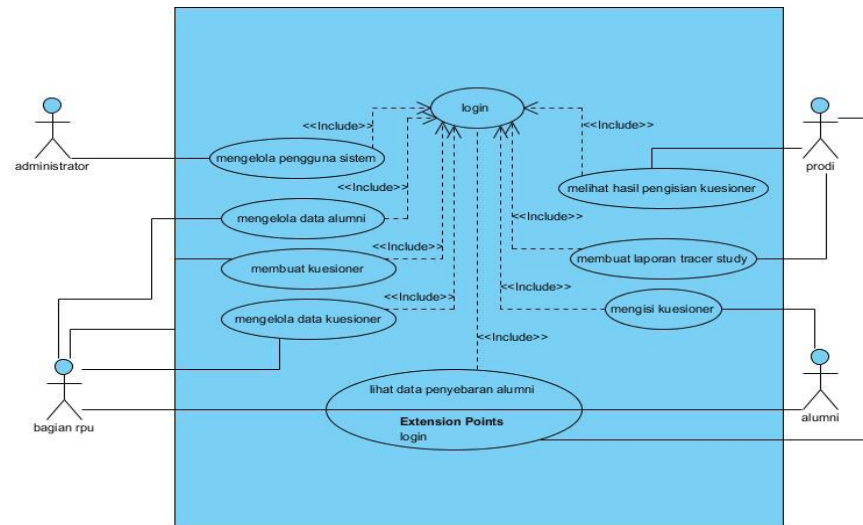 login
<<Include>>
<<Include>>
administrator
mengelola pengguna sistem
prodi
<<Include>>
melihat hasil pengisian kuesioner
mengelola data alumni
<<Include>>
<<Include>>
membuat kuesioner
membuat laporan tracer study
<<Include>>
mengelola data kuesioner
mengisi kuesioner
<<Include>>
lihat data penyebaran alumni
Extension Points
login
bagian rpu
alumni